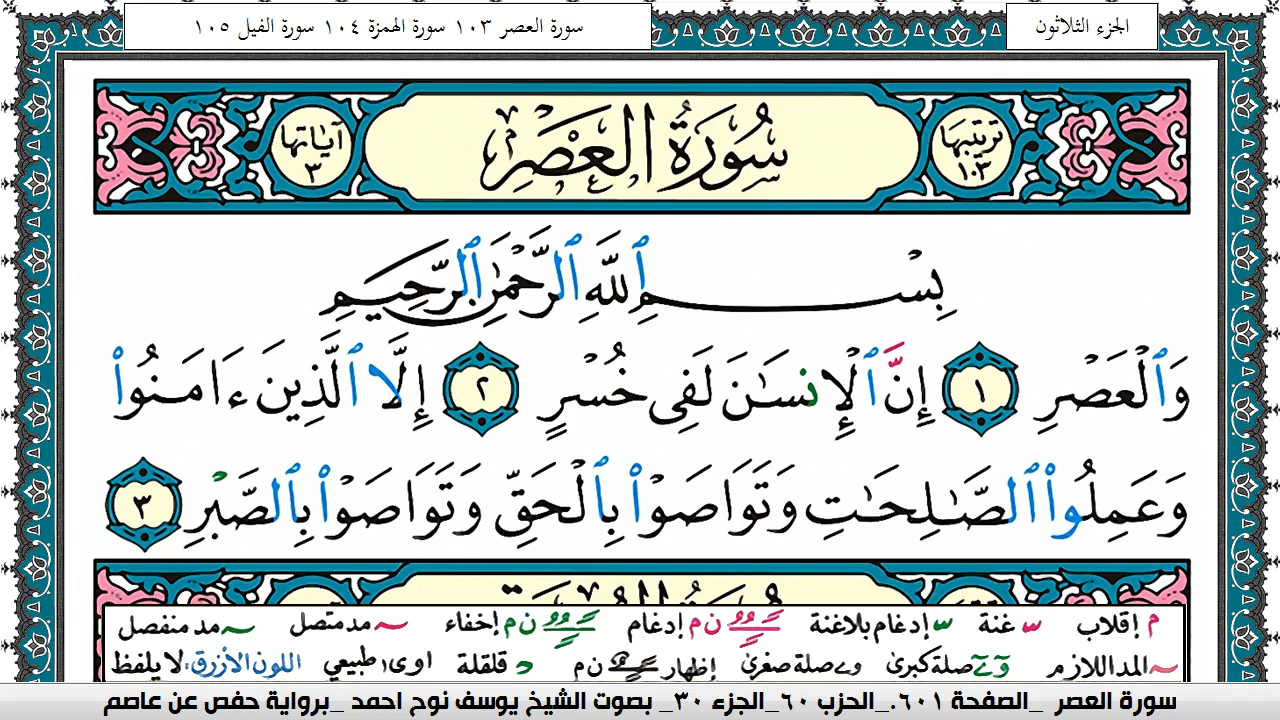 الجزء الثلاثون
سورة العصر ١٠٣ سورة الهمزة ١٠٤ سورة الفيل ١٠٥
ترتيبها ١٠٣
سُورَةُ العَصْرِ
آياتها ٣
بِسْمِ ٱللَّهِ ٱلرَّحْمَٰنِ ٱلرَّحِيمِ
وَٱلْعَصْرِ ١ إِنَّ ٱلْإِنسَٰنَ لَفِى خُسْرٍ ٢ إِلَّا ٱلَّذِينَ ءَامَنُوا۟
وَعَمِلُوا۟ ٱلصَّٰلِحَٰتِ وَتَوَاصَوْا۟ بِٱلْحَقِّ وَتَوَاصَوْا۟ بِٱلصَّبْرِ ٣
م إقلاب غنة إدغام بلاغنة ن م إدغام ن م إخفاء مد متصل مد منفصل
المد اللازم صلة كبرى صلة صغرى إظهار ن م قلقلة اوى طبيعي اللون الأزرق لا يلفظ
سورة العصر _الصفحة ٦٠١._الحزب ٦٠_الجزء ٣٠_ بصوت الشيخ يوسف نوح احمد _برواية حفص عن عاصم